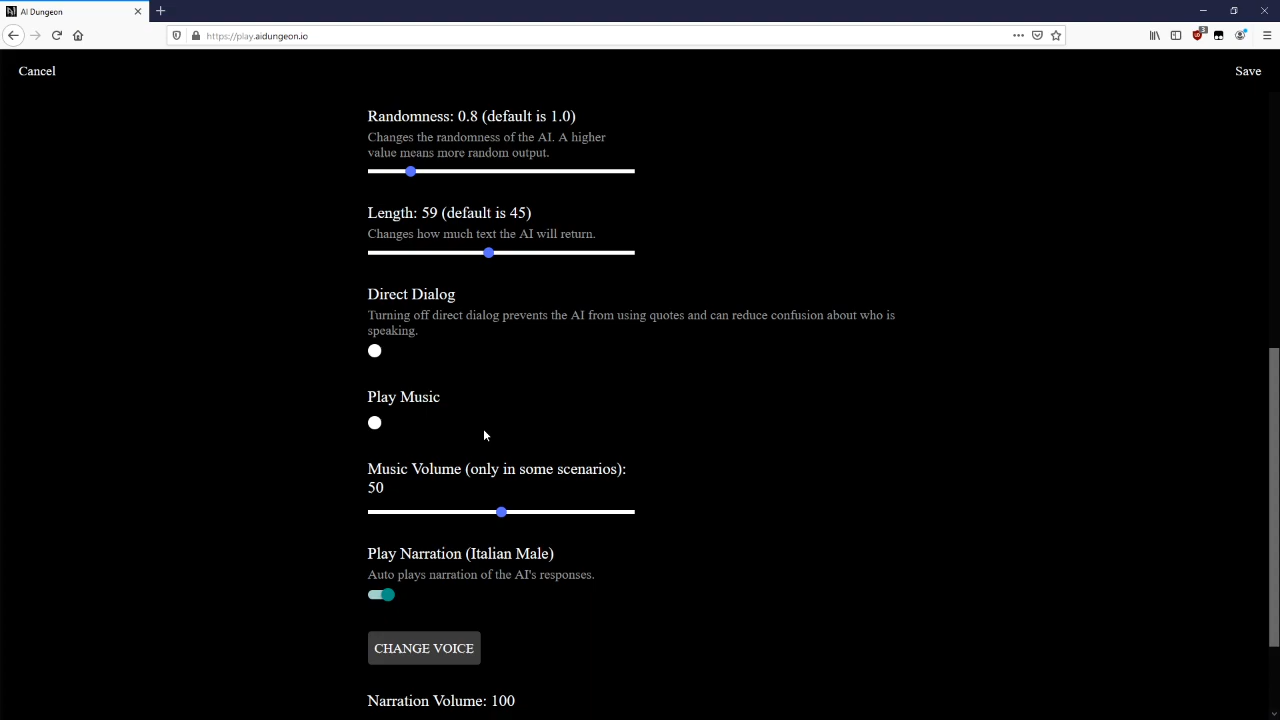 AI Dungeon
https://play.aidungeon.io
Cancel
Save
Randomness: 0.8 (default is 1.0)
Changes the randomness of the AI. A higher
value means more random output.
Length: 59 (default is 45)
Changes how much text the AI will return.
Direct Dialog
Turning off direct dialog prevents the AI from using quotes and can reduce confusion about who is
speaking.
Play Music
Music Volume (only in some scenarios):
50
Play Narration (Italian Male)
Auto plays narration of the AI's responses.
CHANGE VOICE
Narration Volume: 100